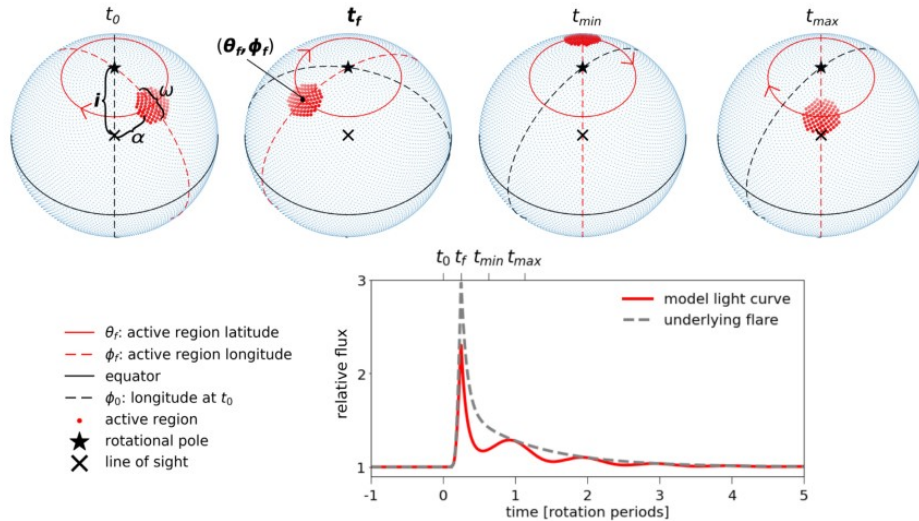 t0 tf tmin tmax
(θf, ϕf)
i ω
α
t0 tf tmin tmax
3
2
1
relative flux
model light curve
underlying flare
-1 0 1 2 3 4 5
time [rotation periods]
θf: active region latitude
ϕf: active region longitude
equator
ϕ0: longitude at t0
active region
rotational pole
line of sight